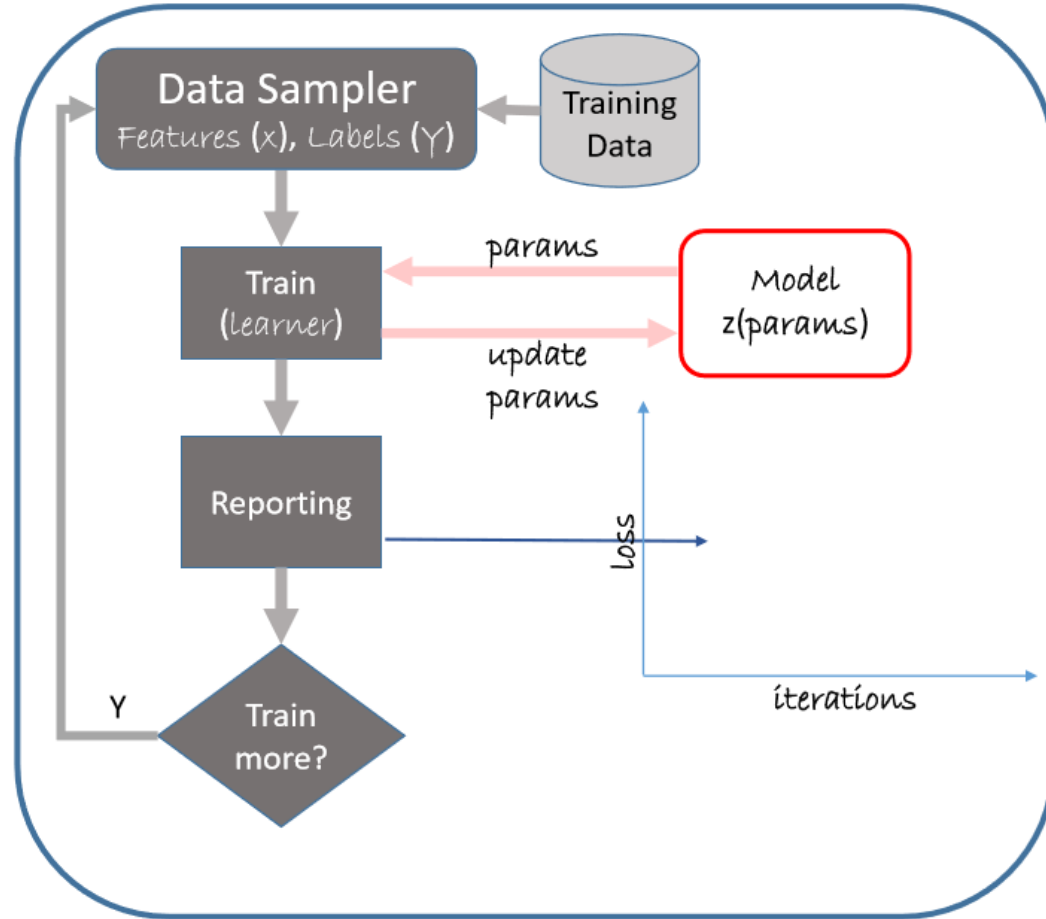 Data Sampler
Features (x), Labels (Y)
Training
Data
params
Train
(learner)
Model
z(params)
update
params
Reporting
loss
iterations
Y
Train
more?